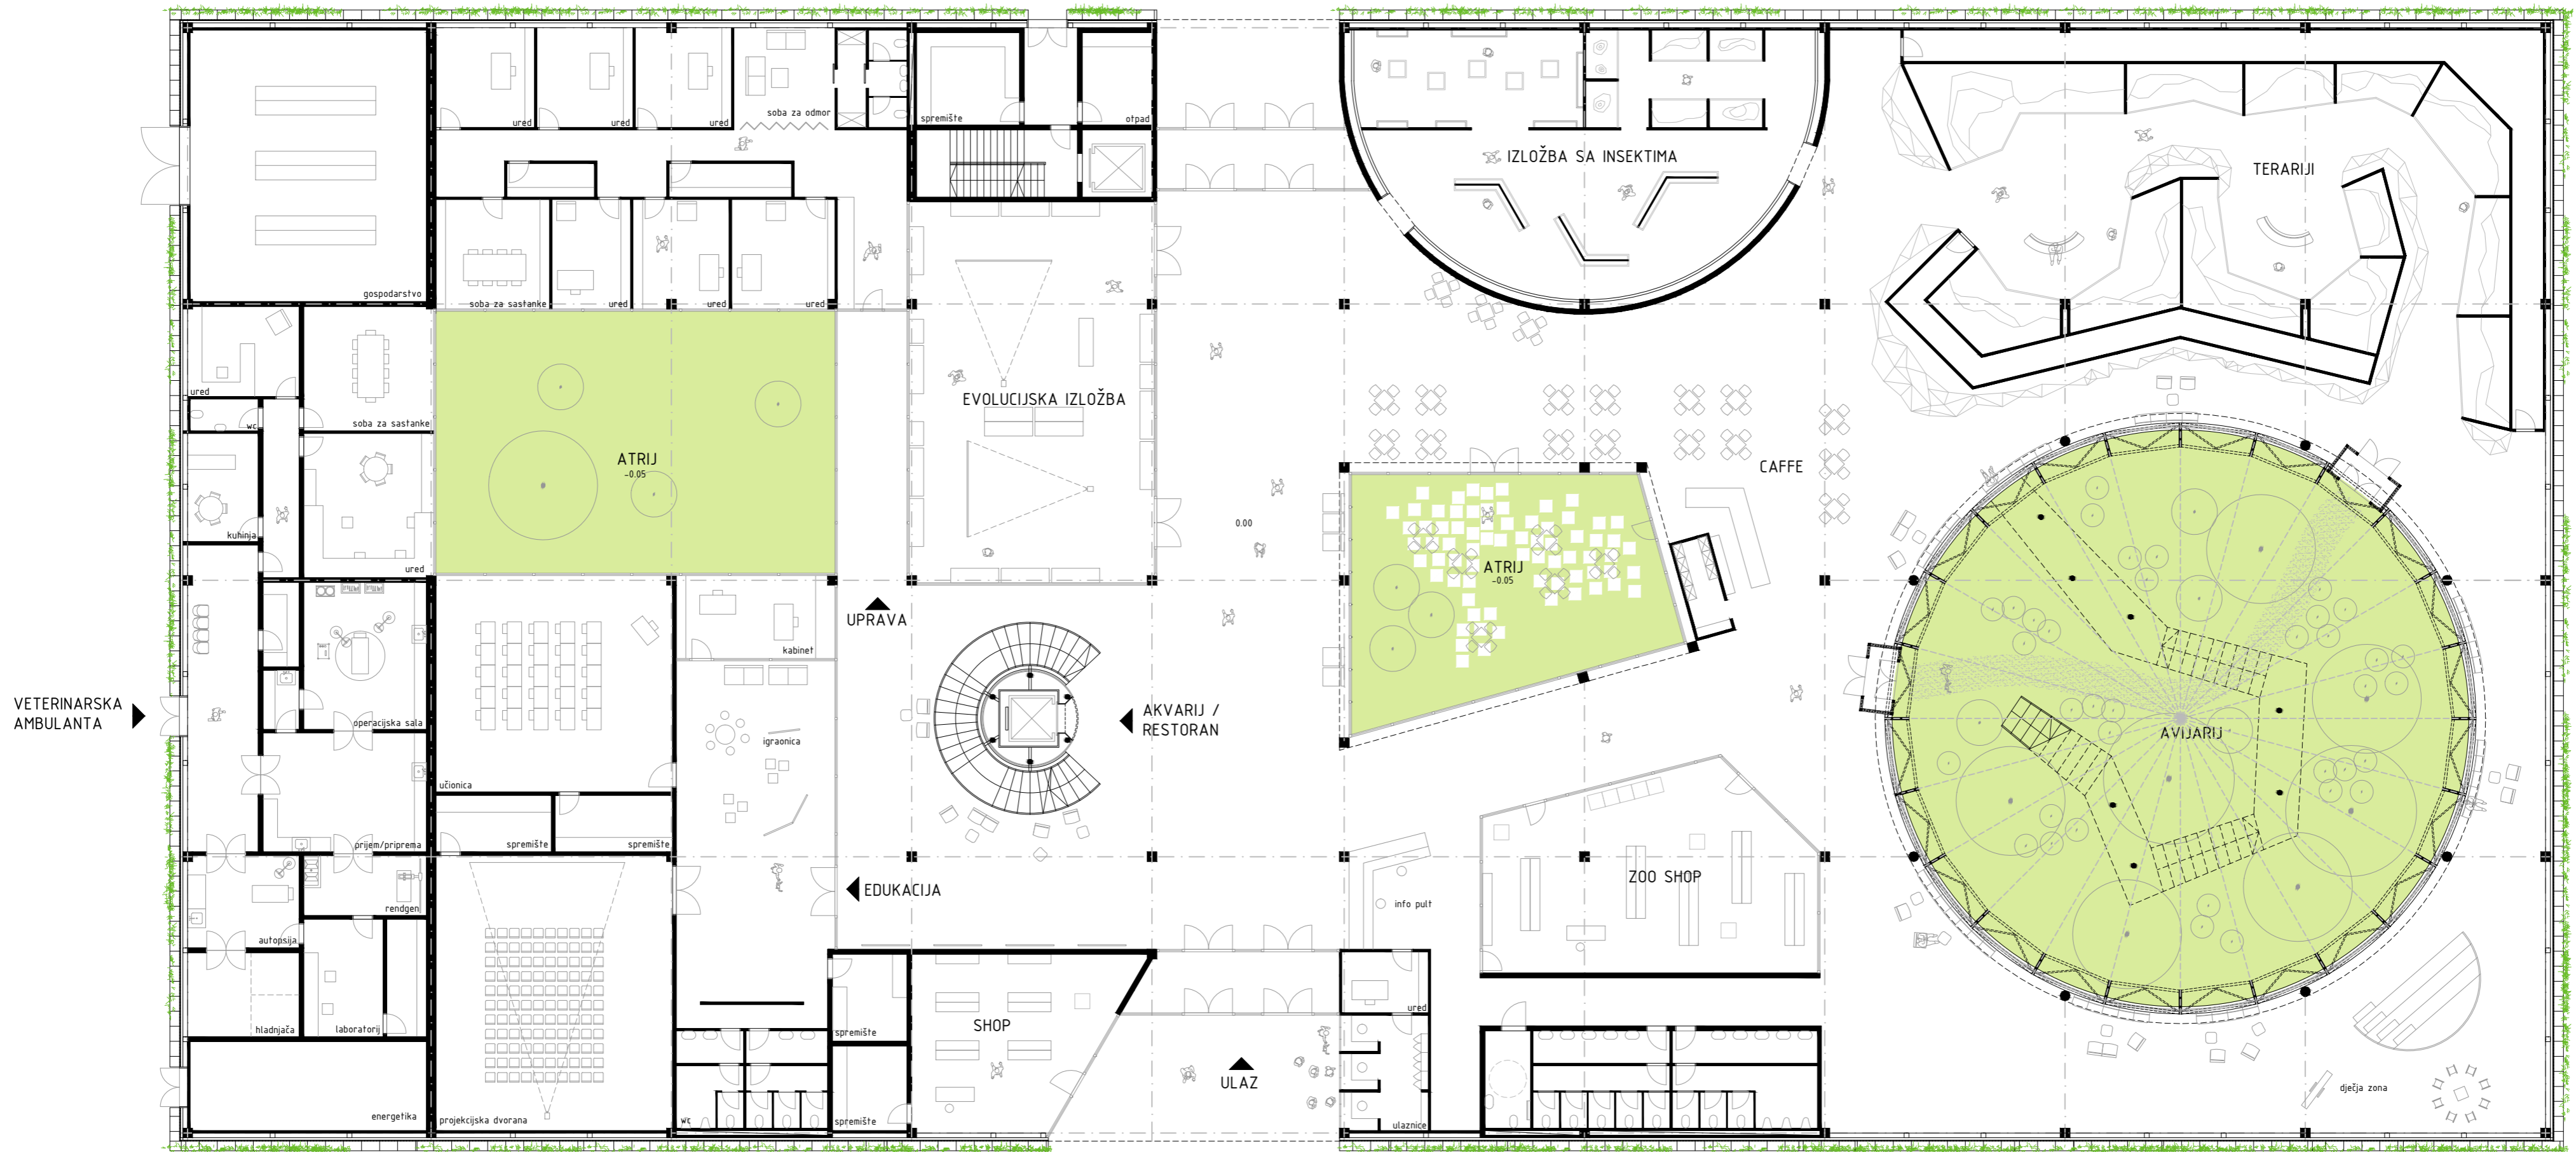 ured
ured
ured
soba za odmor
spremište
otpad
IZLOŽBA SA INSEKTIMA
TERARIJI
gospodarstvo
soba za sastanke
ured
ured
ured
ured
wc
soba za sastanke
EVOLUCIJSKA IZLOŽBA
ATRIJ
-0.05
CAFFE
0.00
kuhinja
ured
ATRIJ
-0.05
UPRAVA
kabinet
VETERINARSKA
AMBULANTA
operacijska sala
igraonica
AKVARIJ /
RESTORAN
AVIJARIJ
učionica
prijem/priprema
spremište
spremište
ZOO SHOP
EDUKACIJA
info pult
rendgen
autopsija
hladnjača
laboratorij
spremište
SHOP
ured
ULAZ
dječja zona
energetika
projekcijska dvorana
wc
spremište
ulaznice